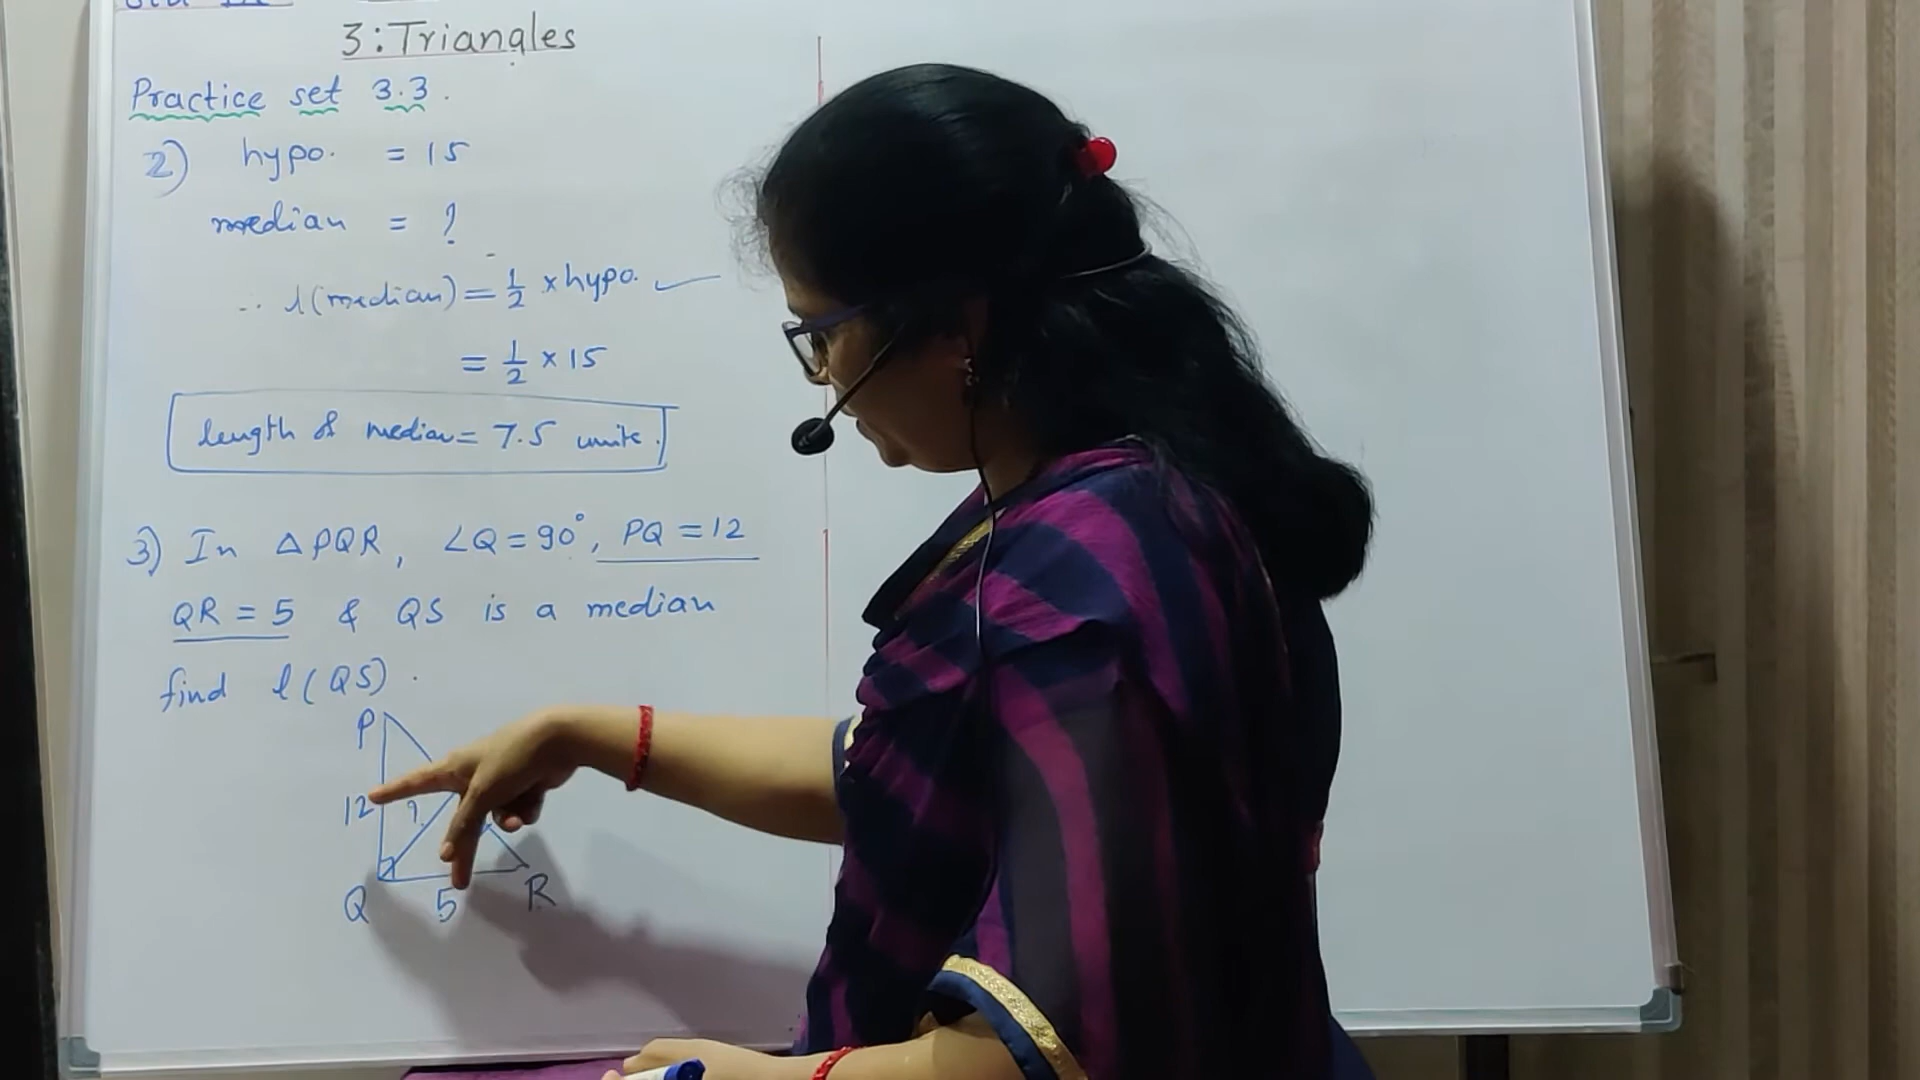 3:Triangles
Practice set 3.3.
2) hypo. = 15
median = ?
∴ l(median) = 1/2 × hypo.
= 1/2 × 15
length of median = 7.5 units.
3) In △PQR, ∠Q = 90°, PQ = 12
QR = 5 & QS is a median
find l(QS).
P
12 ?
Q 5 R